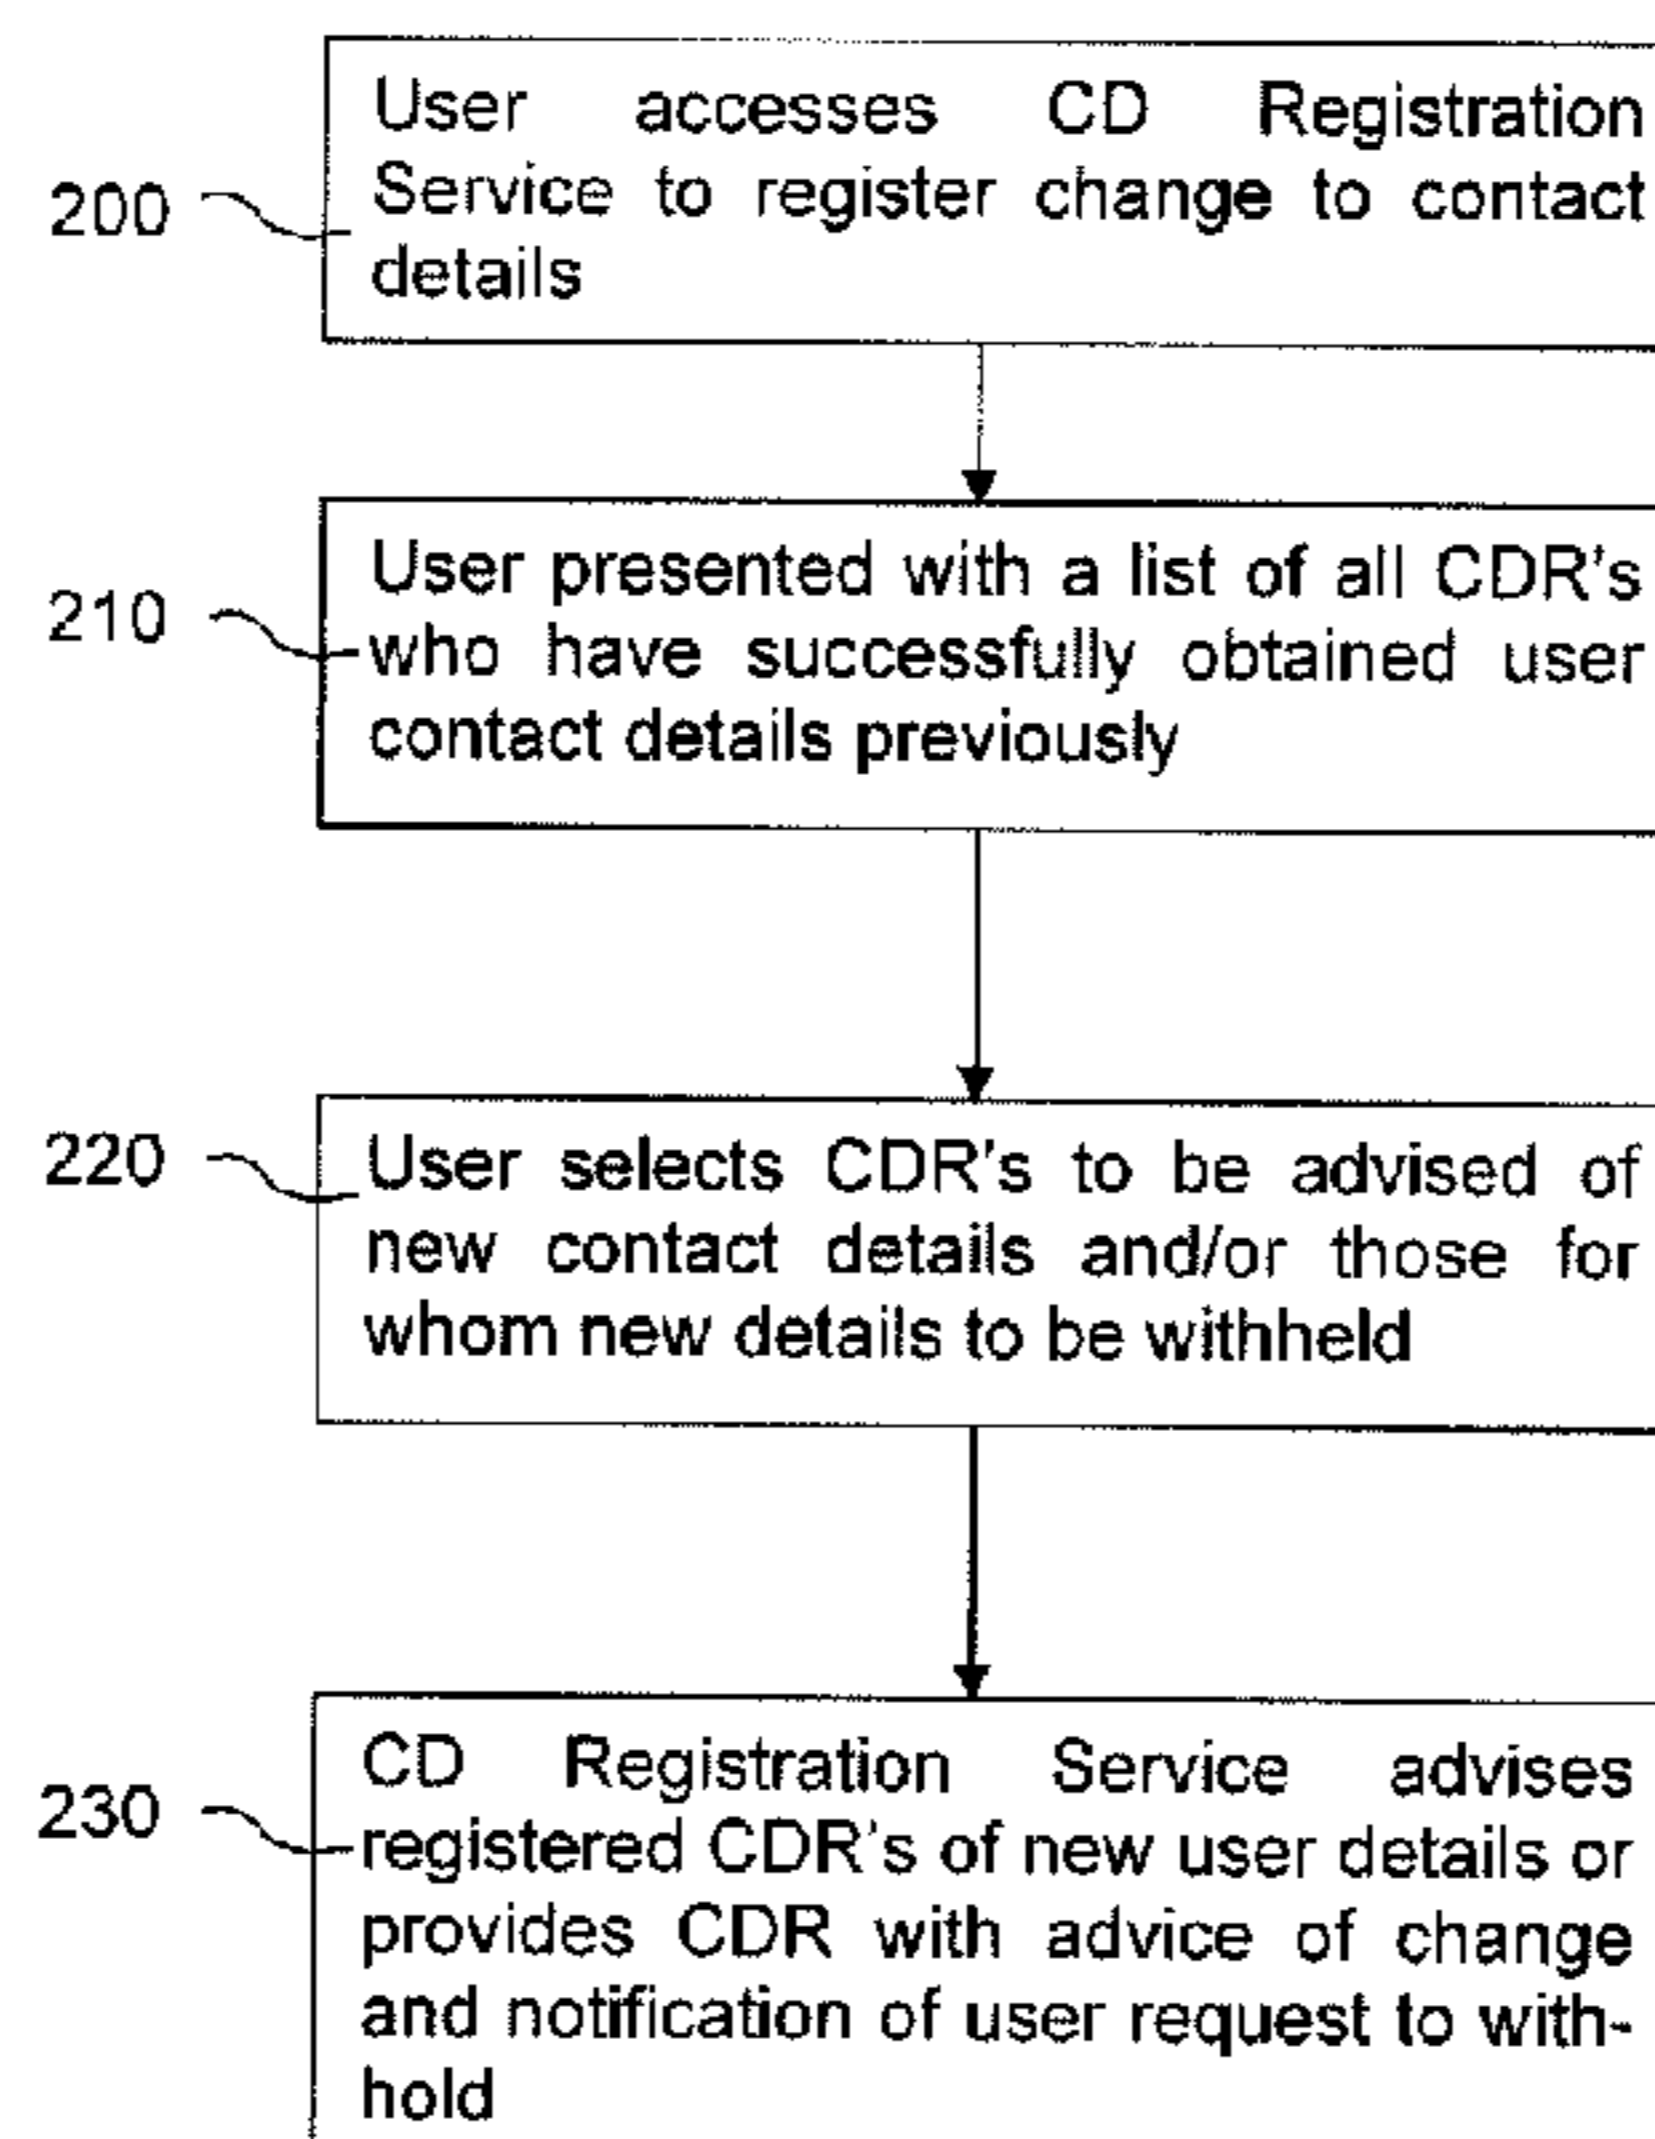 User accesses CD Registration
200
Service to register change to contact
details
User presented with a list of all CDR's
210
who have successfully obtained user
contact details previously
220
User selects CDR's to be advised of
new contact details and/or those for
whom new details to be withheld
CD Registration Service advises
230
registered CDR's of new user details or
provides CDR with advice of change
and notification of user request to with-
hold